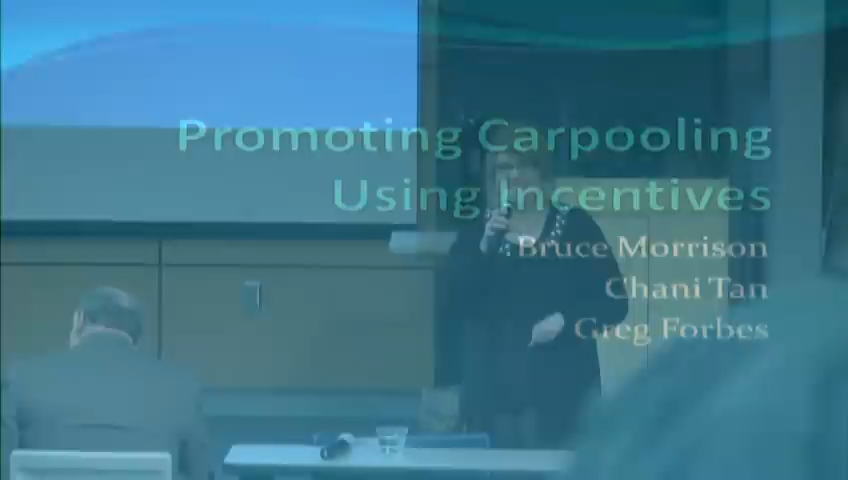 Promoting Carpooling
Using Incentives
Bruce Morrison
Chani Tan
Greg Forbes